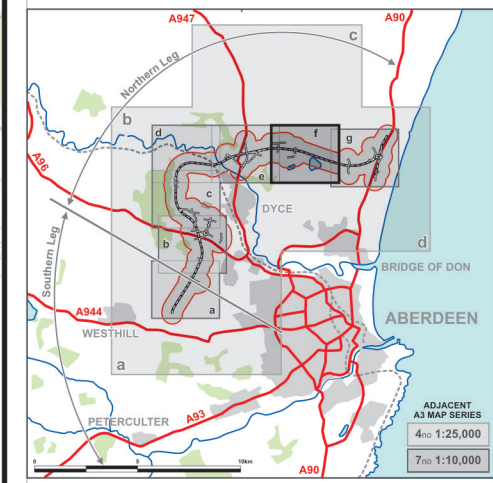 A947
A90
c
Northern Leg
b
d
f
g
A96
e
c
DYCE
b
d
Southern Leg
BRIDGE OF DON
a
A944
ABERDEEN
WESTHILL
a
ADJACENT
A3 MAP SERIES
4no 1:25,000
7no 1:10,000
PETERCULTER
A93
0 5 10km
A90